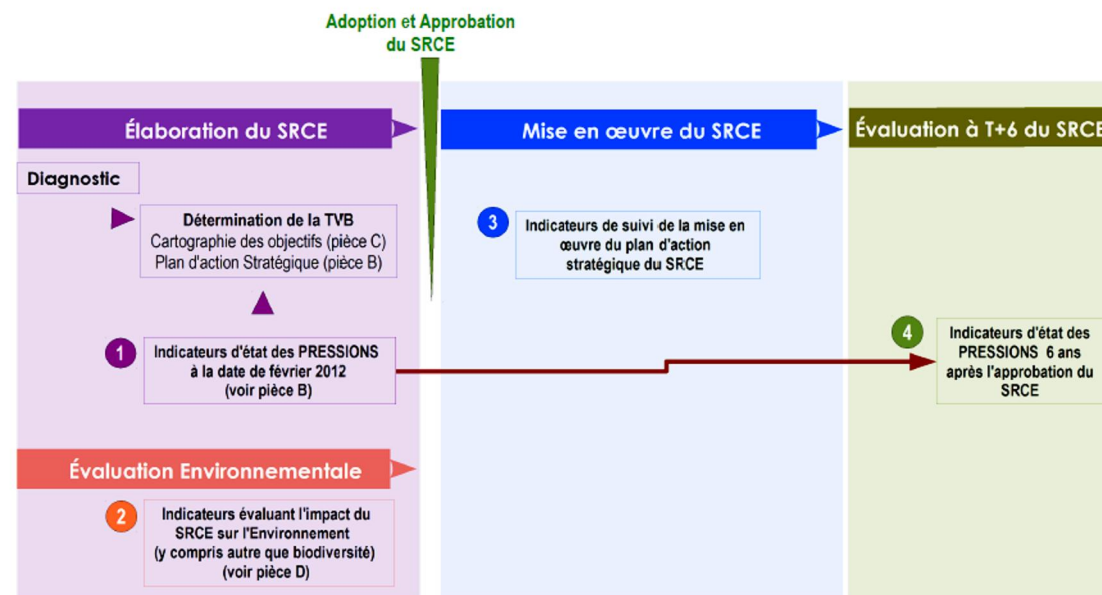 Adoption et Approbation
du SRCE
Élaboration du SRCE
Mise en œuvre du SRCE
Évaluation à T+6 du SRCE
Diagnostic
Détermination de la TVB
Cartographie des objectifs (pièce C)
Plan d'action Stratégique (pièce B)
3
Indicateurs de suivi de la mise en
œuvre du plan d'action
stratégique du SRCE
1
Indicateurs d'état des PRESSIONS
à la date de février 2012
(voir pièce B)
4
Indicateurs d'état des
PRESSIONS 6 ans
après l'approbation du
SRCE
Évaluation Environnementale
2
Indicateurs évaluant l'impact du
SRCE sur l'Environnement
(y compris autre que biodiversité)
(voir pièce D)